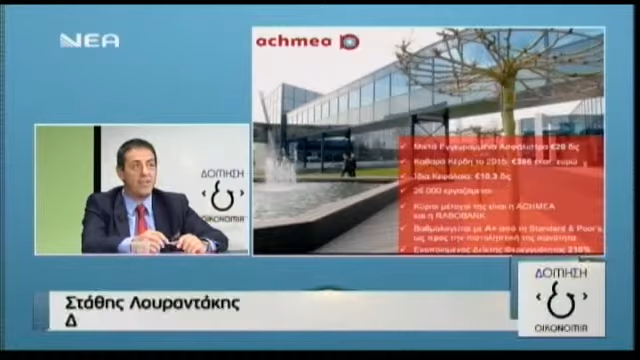 ΝΕΑ
achmea
Μικτά Εγγεγραμμένα Ασφάλιστρα €20 δις
Καθαρά Κέρδη το 2015: €386 εκατ. ευρώ
Ίδια Κεφάλαια: €10.3 δις
26.000 εργαζόμενοι
Κύριοι μέτοχοί της είναι η ACHMEA
και η RABOBANK
Βαθμολογείται με A+ από τη Standard & Poor's
ως προς την πιστοληπτική της ικανότητα
Ενοποιημένος Δείκτης Φερεγγυότητας 210%
ΔΟΜΗΣΗ
ΟΙΚΟΝΟΜΙΑ
Στάθης Λουραντάκης
Δ
ΔΟΜΗΣΗ
ΟΙΚΟΝΟΜΙΑ